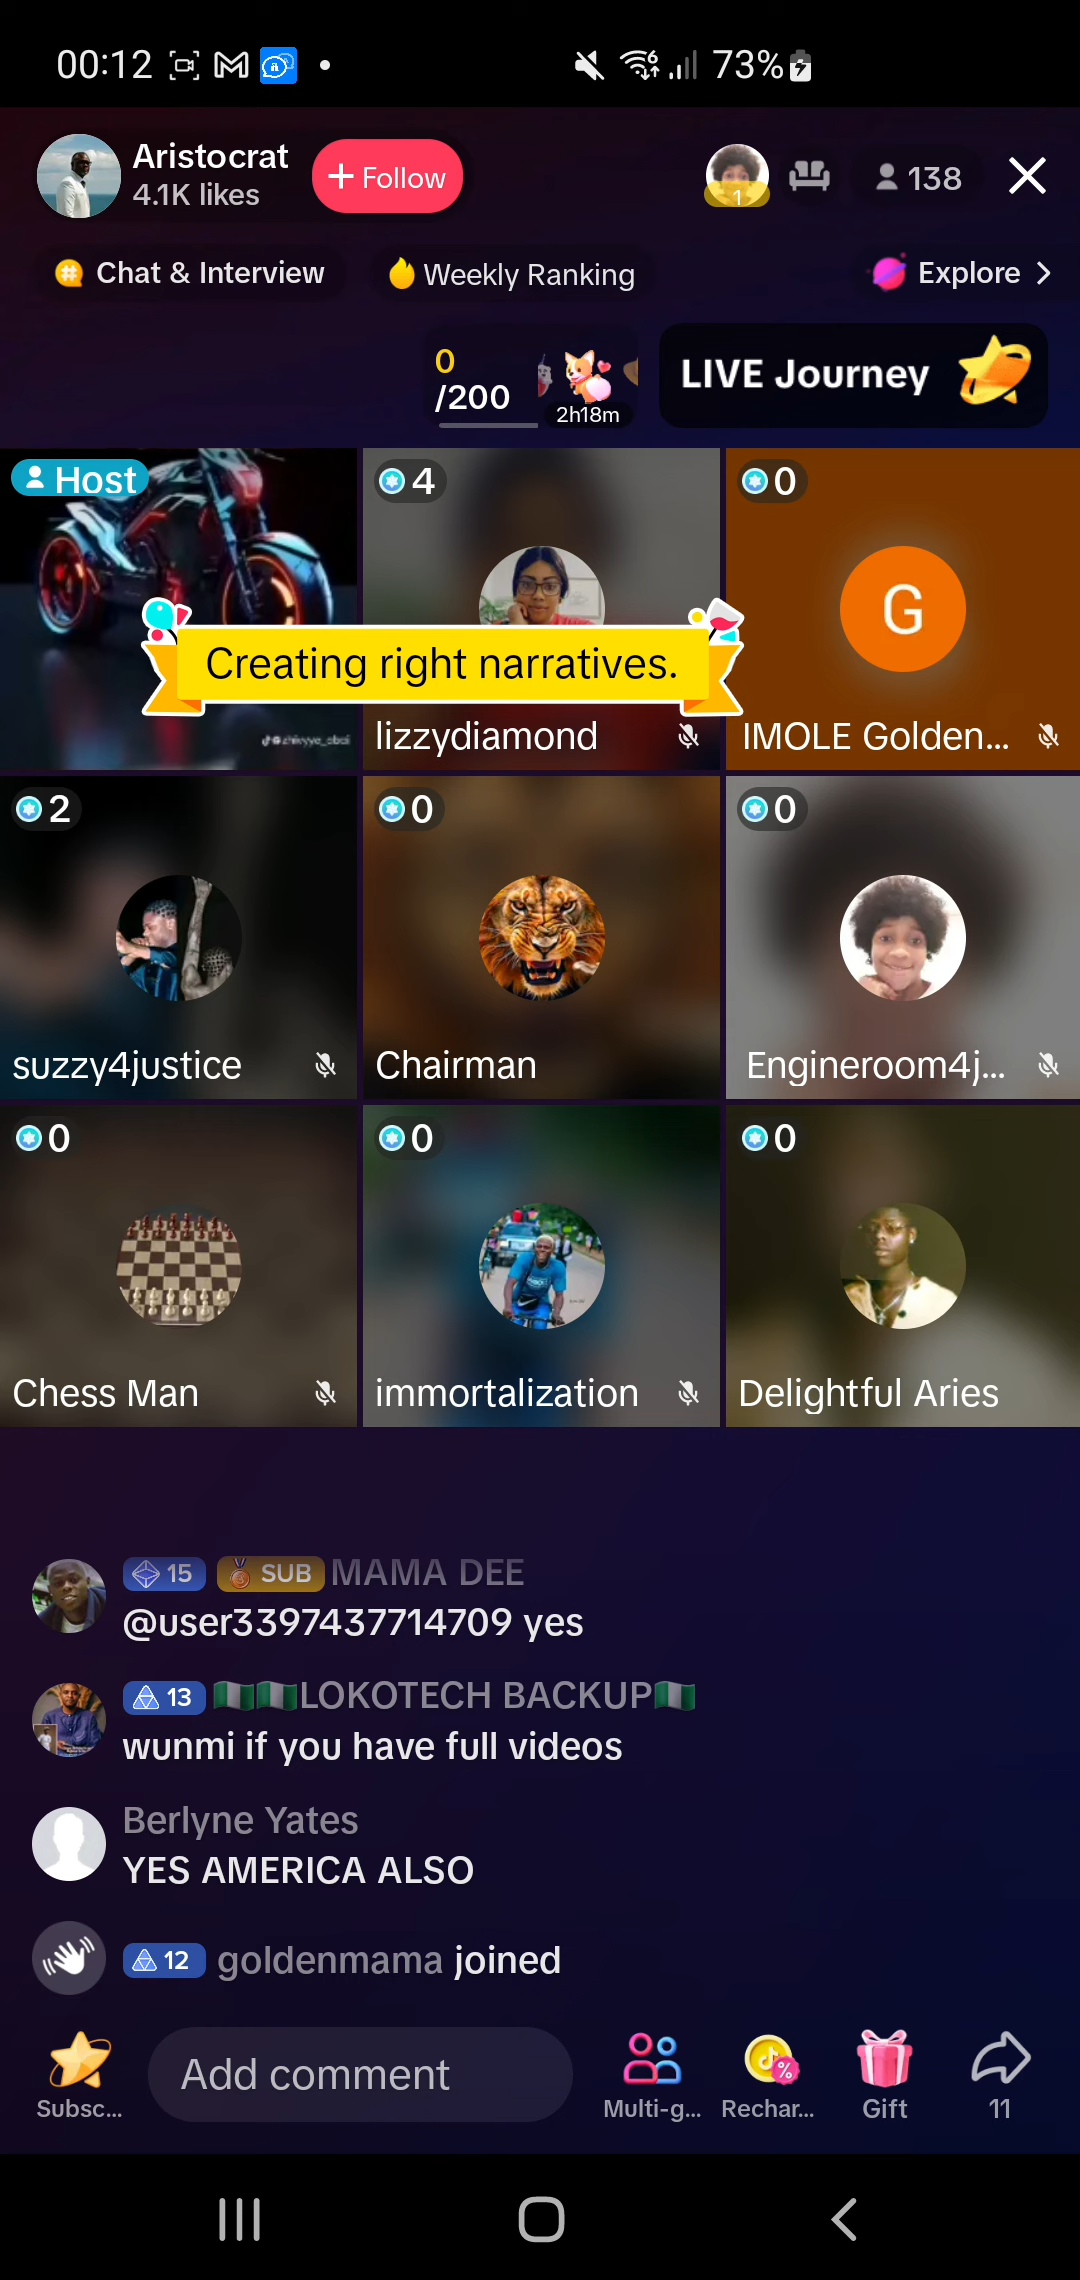 00:12
73%
Aristocrat
4.1K likes
+ Follow
1
138
Chat & Interview
Weekly Ranking
Explore >
0
/200
2h18m
LIVE Journey
Host
4
0
Creating right narratives.
lizzydiamond
G
IMOLE Golden...
2
0
0
suzzy4justice
Chairman
Engineroom4j...
0
0
0
Chess Man
immortalization
Delightful Aries
15 SUB MAMA DEE
@user3397437714709 yes
13 🇳🇬🇳🇬LOKOTECH BACKUP🇳🇬
wunmi if you have full videos
Berlyne Yates
YES AMERICA ALSO
12 goldenmama joined
Subsc...
Add comment
Multi-g...
Rechar...
Gift
11